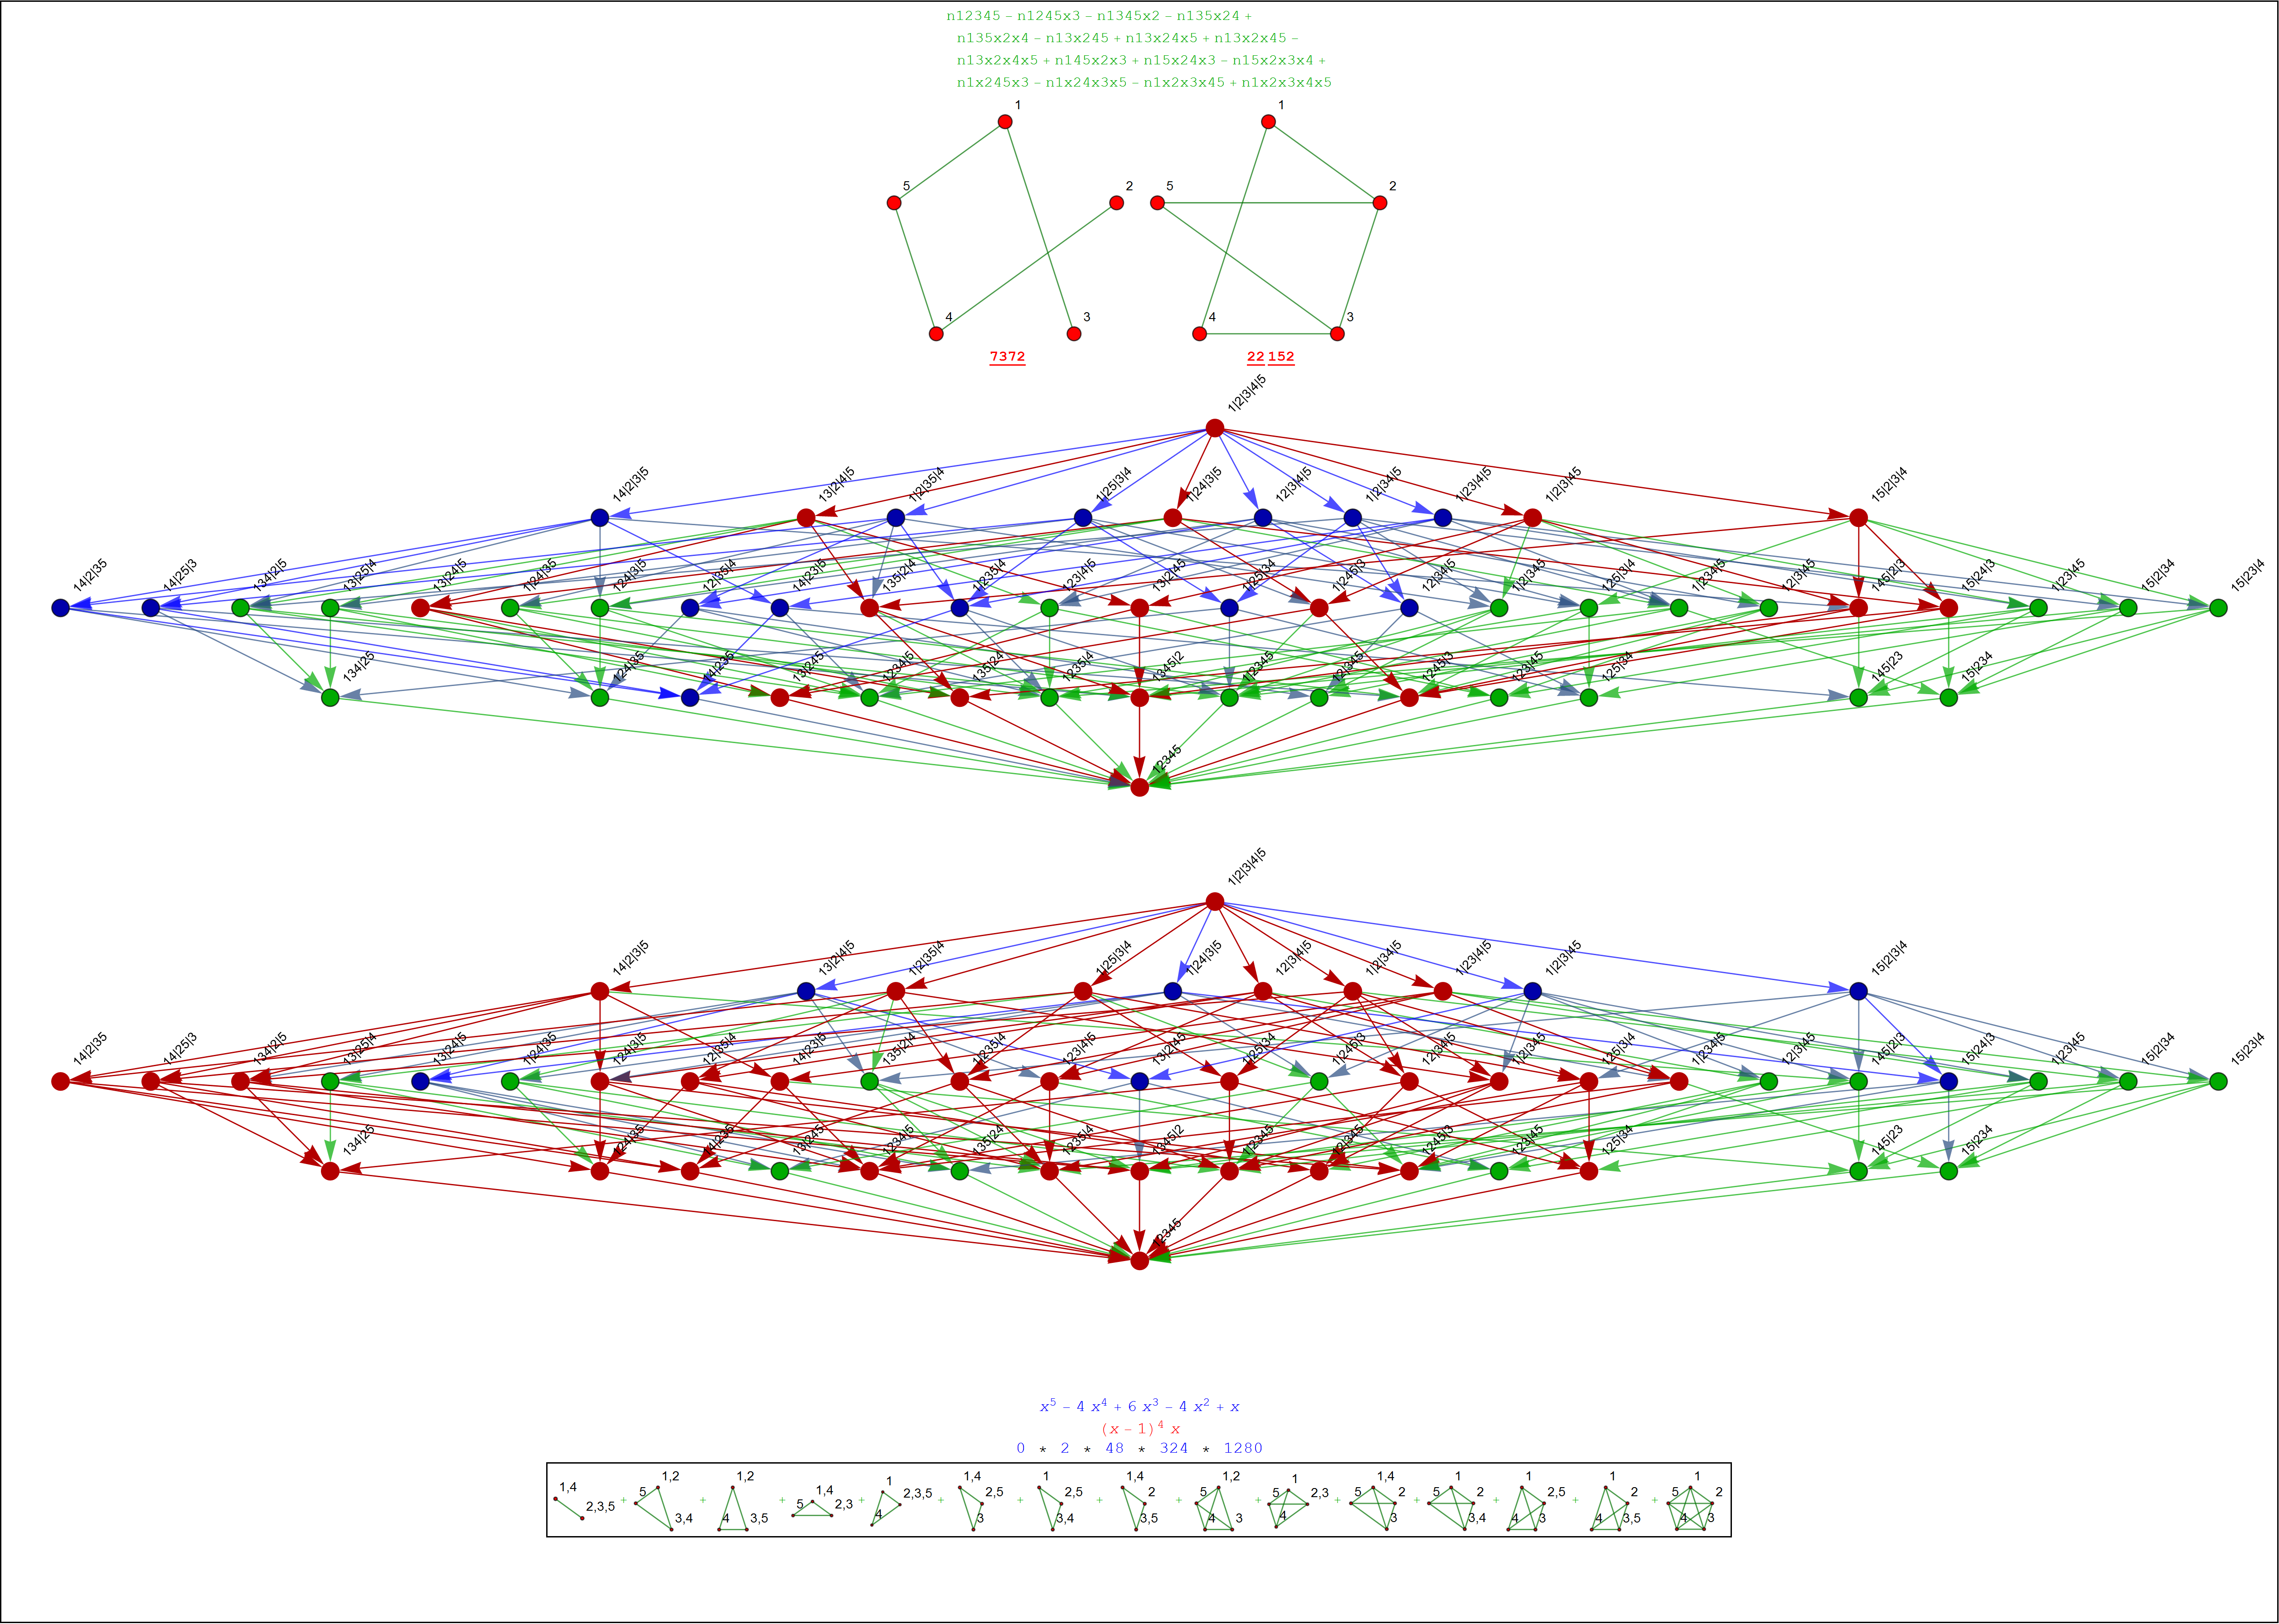 n12345 − n1245x3 − n1345x2 − n135x24 +
n135x2x4 − n13x245 + n13x24x5 + n13x2x45 −
n13x2x4x5 + n145x2x3 + n15x24x3 − n15x2x3x4 +
n1x245x3 − n1x24x3x5 − n1x2x3x45 + n1x2x3x4x5
1 1
5 2 5 2
4 3 4 3
7372 22 152
1|2|3|4|5
14|2|3|5 13|2|4|5 1|2|35|4 1|25|3|4 1|24|3|5 12|3|4|5 1|2|34|5 1|23|4|5 1|2|3|45 15|2|3|4
14|2|35 14|25|3 134|2|5 13|25|4 13|24|5 1|24|35 124|3|5 12|35|4 14|23|5 135|2|4 1|235|4 123|4|5 13|2|45 1|25|34 1|245|3 12|34|5 1|2|345 125|3|4 1|234|5 12|3|45 145|2|3 15|24|3 1|23|45 15|2|34 15|23|4
134|25 124|35 14|235 13|245 1234|5 135|24 1235|4 1345|2 1|2345 12|345 1245|3 123|45 125|34 145|23 15|234
12345
1|2|3|4|5
14|2|3|5 13|2|4|5 1|2|35|4 1|25|3|4 1|24|3|5 12|3|4|5 1|2|34|5 1|23|4|5 1|2|3|45 15|2|3|4
14|2|35 14|25|3 134|2|5 13|25|4 13|24|5 1|24|35 124|3|5 12|35|4 14|23|5 135|2|4 1|235|4 123|4|5 13|2|45 1|25|34 1|245|3 12|34|5 1|2|345 125|3|4 1|234|5 12|3|45 145|2|3 15|24|3 1|23|45 15|2|34 15|23|4
134|25 124|35 14|235 13|245 1234|5 135|24 1235|4 1345|2 1|2345 12|345 1245|3 123|45 125|34 145|23 15|234
12345
x⁵ − 4 x⁴ + 6 x³ − 4 x² + x
(x − 1)⁴ x
0 * 2 * 48 * 324 * 1280
1,4 2,3,5 + 1,2 5 3,4 + 1,2 4 3,5 + 1,4 5 2,3 + 1 2,3,5 4 + 1,4 2,5 3 + 1 2,5 3,4 + 1,4 2 3,5 + 1,2 5 4 3 + 1 5 2,3 4 + 1,4 5 2 3 + 1 5 2 3,4 + 1 2,5 4 3 + 1 2 4 3,5 + 1 5 2 4 3